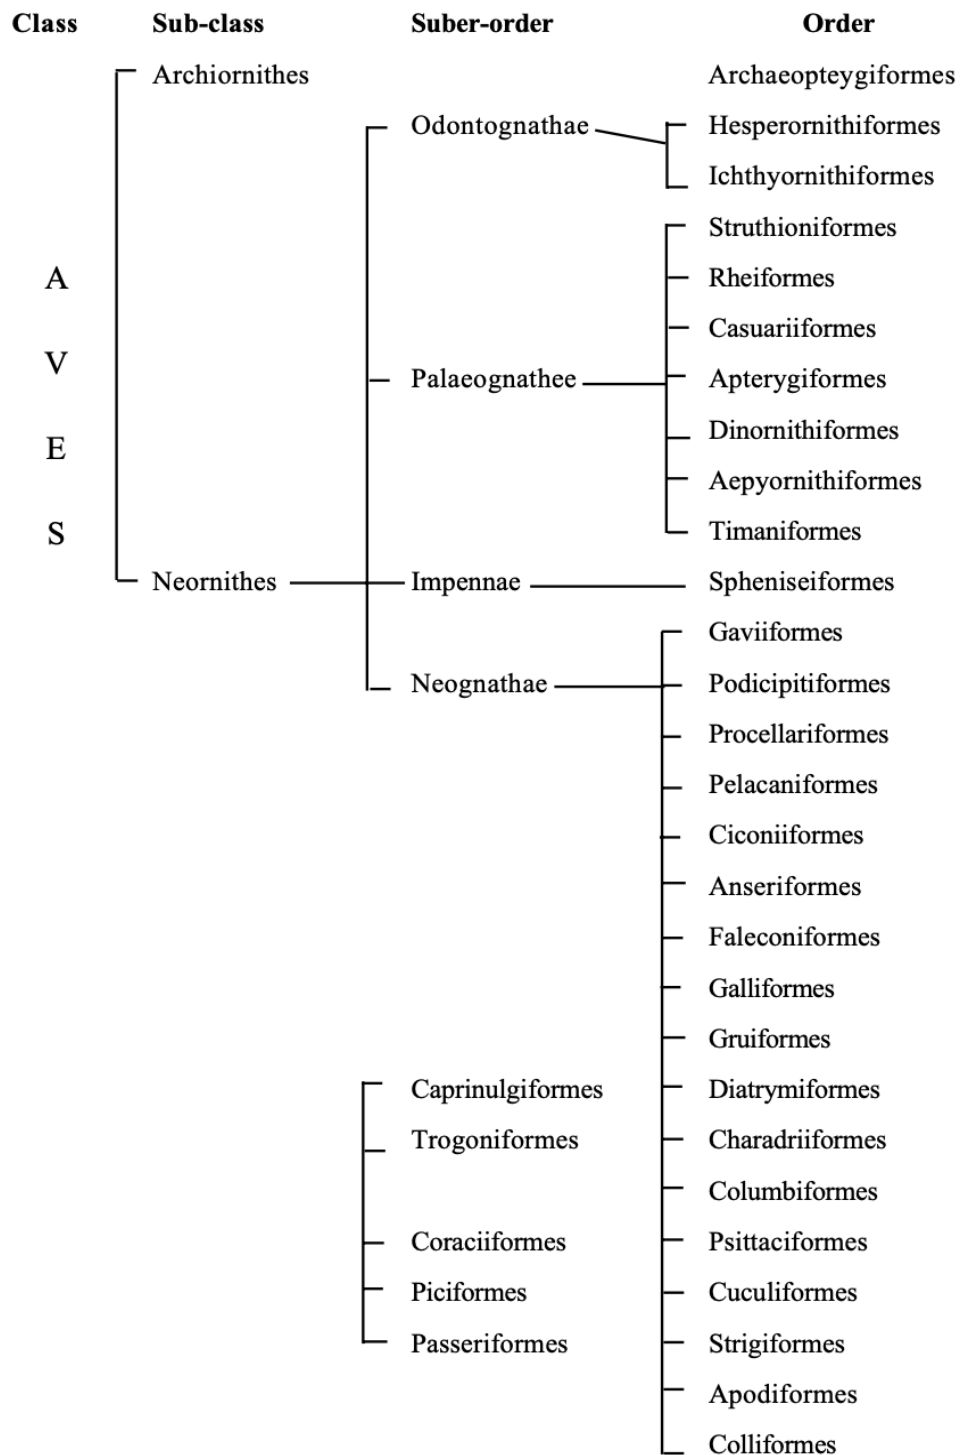 Class Sub-class Suber-order Order
Archiornithes Archaeopteygiformes
Odontognathae Hesperornithiformes
Ichthyornithiformes
Struthioniformes
A Rheiformes
Casuariiformes
V Palaeognathee Apterygiformes
Dinornithiformes
E
Aepyornithiformes
S Timaniformes
Neornithes Impennae Spheniseiformes
Gaviiformes
Neognathae Podicipitiformes
Procellariformes
Pelacaniformes
Ciconiiformes
Anseriformes
Faleconiformes
Galliformes
Gruiformes
Caprinulgiformes Diatrymiformes
Trogoniformes Charadriiformes
Columbiformes
Coraciiformes Psittaciformes
Piciformes Cuculiformes
Passeriformes Strigiformes
Apodiformes
Colliformes